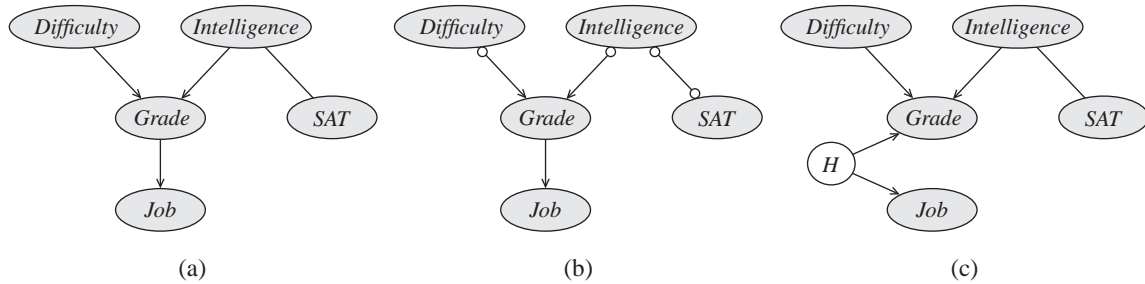 Difficulty Intelligence Difficulty Intelligence Difficulty Intelligence
Grade SAT Grade SAT Grade SAT
H
Job Job Job
(a) (b) (c)